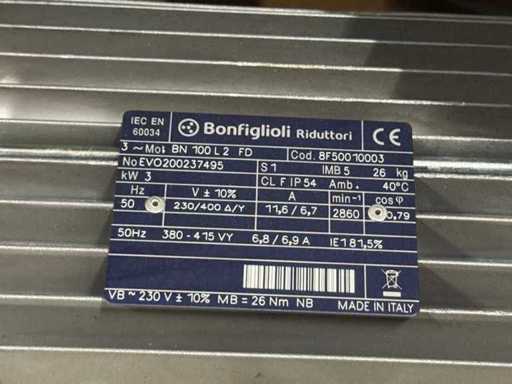 IEC EN 60034 Bonfiglioli Riduttori CE
3 ~ Mot BN 100 L 2 FD Cod. 8F50010003
No EVO200237495 S1 IM B5 26 kg
kW 3 CL F IP 54 Amb. 40°C
Hz V ± 10% A min-1 cos φ
50 230/400 Δ/Y 11,6/6,7 2860 0,79
50Hz 380 - 415 VY 6,8 / 6,9 A IE1 81,5%
VB ~ 230 V ± 10% MB = 26 Nm NB MADE IN ITALY